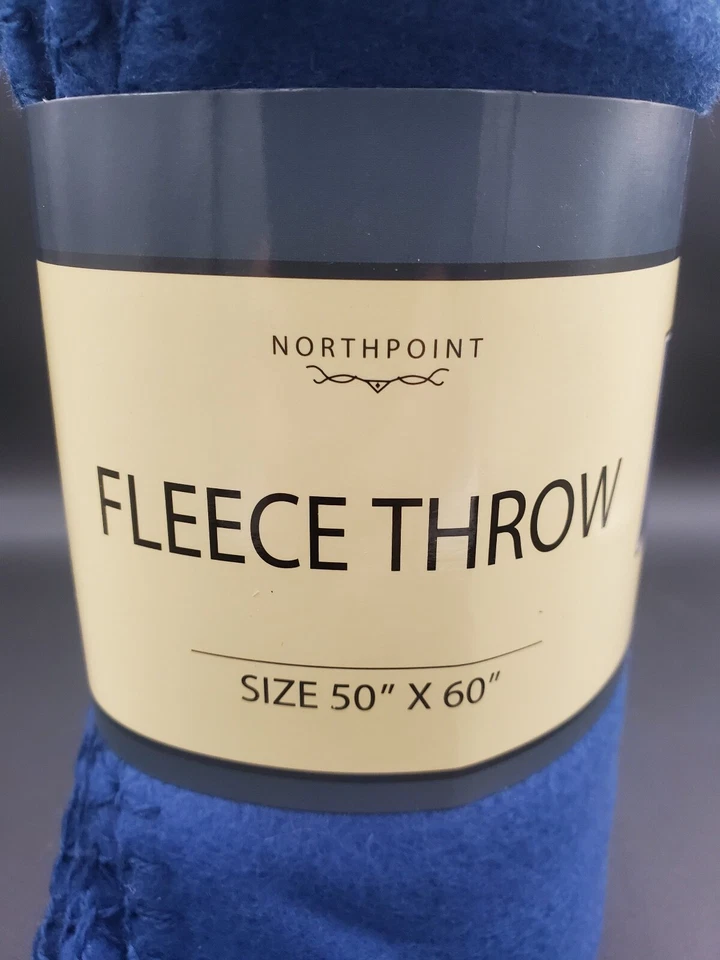 NORTHPOINT
FLEECE THROW
SIZE 50” X 60”